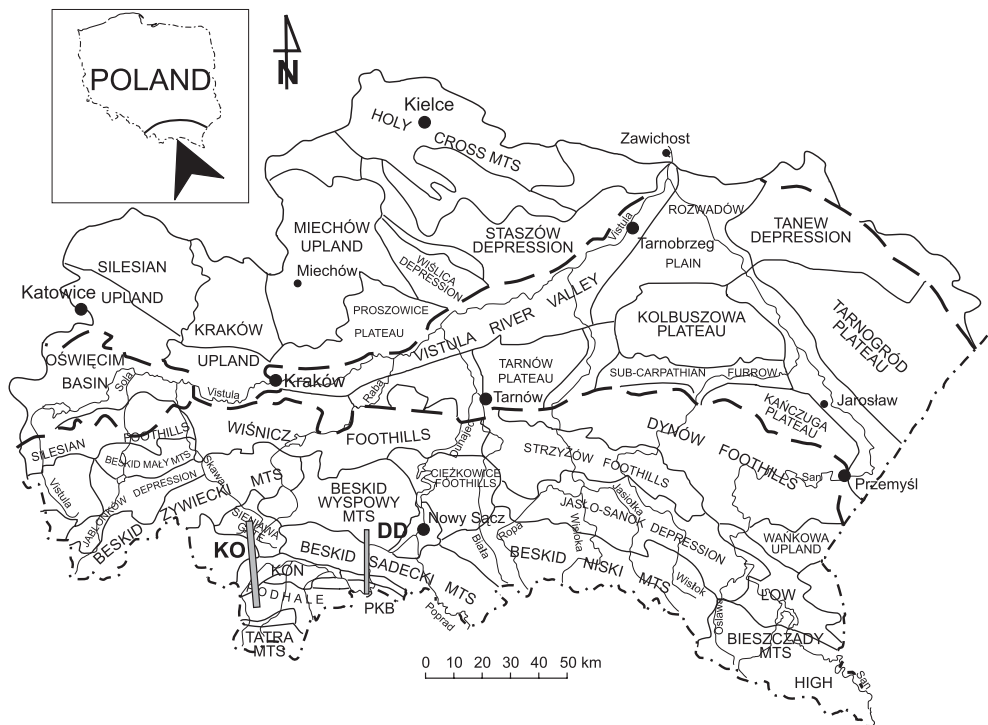 POLAND
N
Kielce
HOLY CROSS MTS
Zawichost
ROZWADÓW
PLAIN
TANEW
DEPRESSION
MIECHÓW
UPLAND
Miechów
STASZÓW
DEPRESSION
Vistula
Tarnobrzeg
WIŚLICA
DEPRESSION
SILESIAN
UPLAND
Katowice
KRAKÓW
UPLAND
PROSZOWICE
PLATEAU
VISTULA RIVER VALLEY
KOLBUSZOWA
PLATEAU
TARNOGRÓD
PLATEAU
OŚWIĘCIM
BASIN
Soła
Vistula
Kraków
Raba
TARNÓW
PLATEAU
Tarnów
SUB-CARPATHIAN FURROW
Jarosław
KAŃCZUGA
PLATEAU
SILESIAN FOOTHILLS
WIŚNICZ FOOTHILLS
Dunajec
DYNÓW FOOTHILLS
San
Przemyśl
STRZYŻÓW FOOTHILLS
BESKID MAŁY MTS
Skawa
JABŁONKÓW DEPRESSION
Vistula
BESKID ŻYWIECKI MTS
BESKID
WYSPOWY
MTS
CIĘŻKOWICE
FOOTHILLS
Jasiołka
JASŁO-SANOK DEPRESSION
SIENIAWA
GATE
KO
DD
Nowy Sącz
Ropa
Wisłoka
Biała
WAŃKOWA
UPLAND
BESKID SĄDECKI MTS
BESKID NISKI MTS
Wisłok
KON
PODHALE
PKB
Poprad
TATRA
MTS
Osława
LOW
BIESZCZADY
MTS
HIGH
San
0 10 20 30 40 50 km